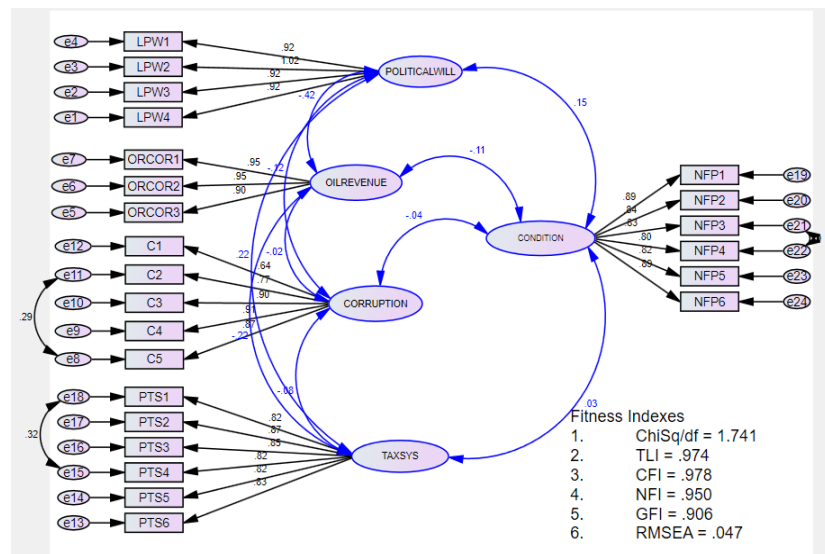 e4 LPW1 .92
e3 LPW2 1.02
e2 LPW3 .92
e1 LPW4 .92
POLITICALWILL
-.42
.15
-.12
-.11
e7 ORCOR1 .95
e6 ORCOR2 .95
e5 ORCOR3 .90
OILREVENUE
-.04
.22
-.02
CONDITION
e12 C1 .64
e11 C2 .77
e10 C3 .90
e9 C4 .91
e8 C5 .87
.29
-.22
CORRUPTION
.89 NFP1 e19
.84 NFP2 e20
.83 NFP3 e21
.80 NFP4 e22
.82 NFP5 e23
.89 NFP6 e24
-.08
.03
e18 PTS1 .82
e17 PTS2 .87
e16 PTS3 .85
e15 PTS4 .82
e14 PTS5 .82
e13 PTS6 .83
.32
TAXSYS
Fitness Indexes
1. ChiSq/df = 1.741
2. TLI = .974
3. CFI = .978
4. NFI = .950
5. GFI = .906
6. RMSEA = .047